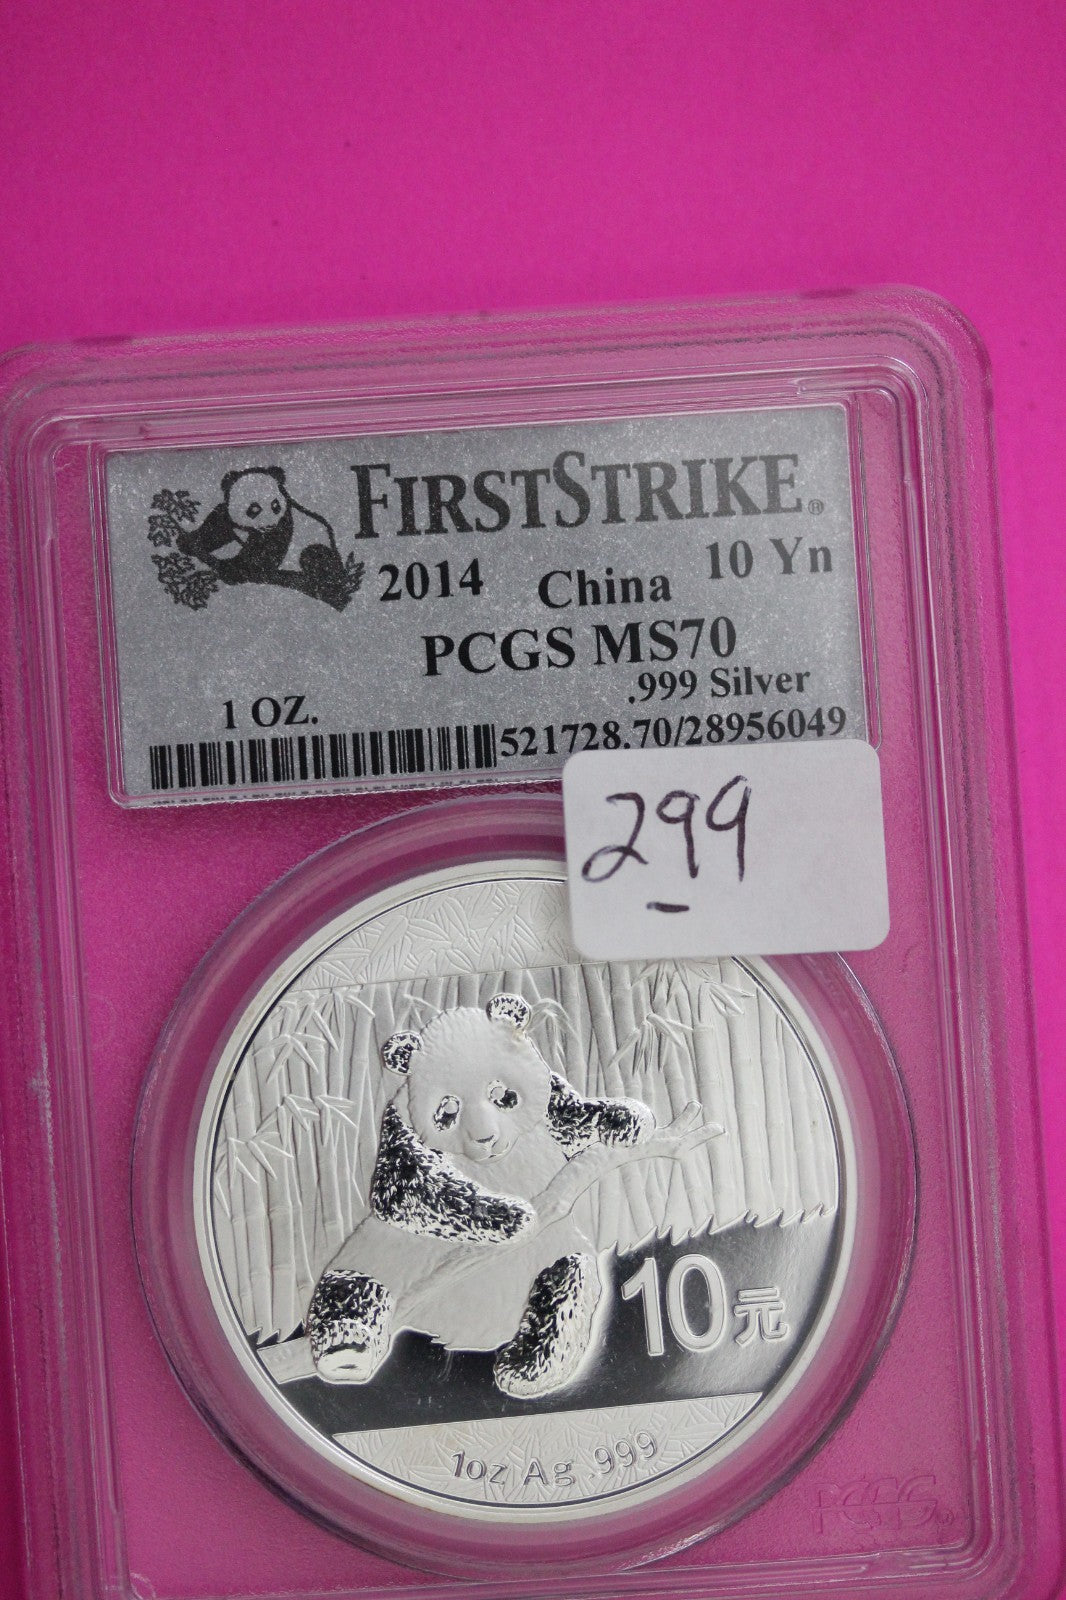 FIRSTSTRIKE®
2014 China 10 Yn
PCGS MS70
1 OZ. .999 Silver
521728.70/28956049
299
10元
1oz Ag .999
PCGS